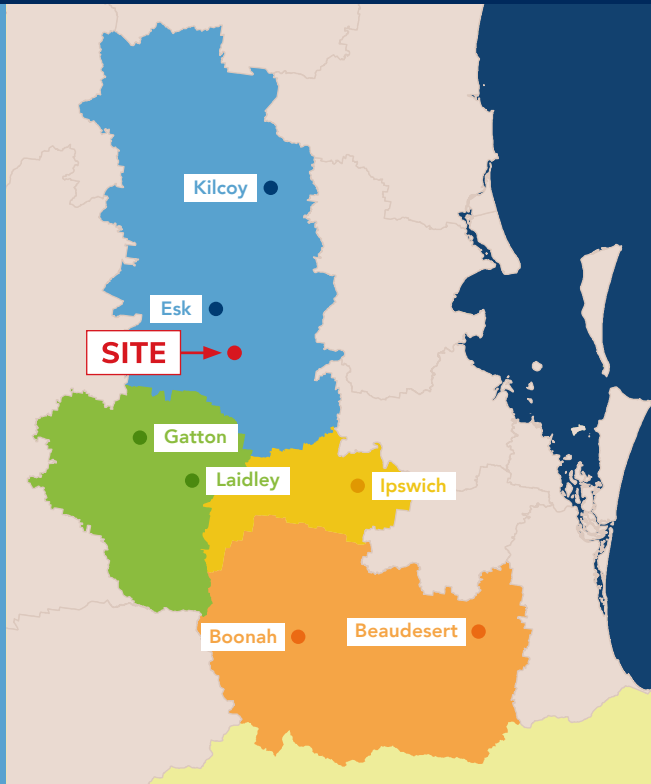 Kilcoy
Esk
SITE
Gatton
Laidley
Ipswich
Boonah
Beaudesert